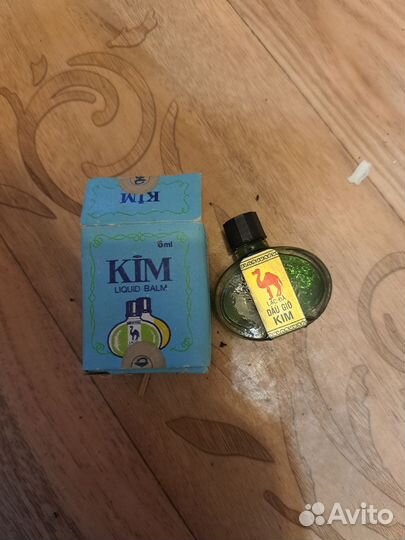 KIM
6ml
KIM
LIQUID BALM
LẠC ĐÀ
DẦU GIÓ
KIM
Avito